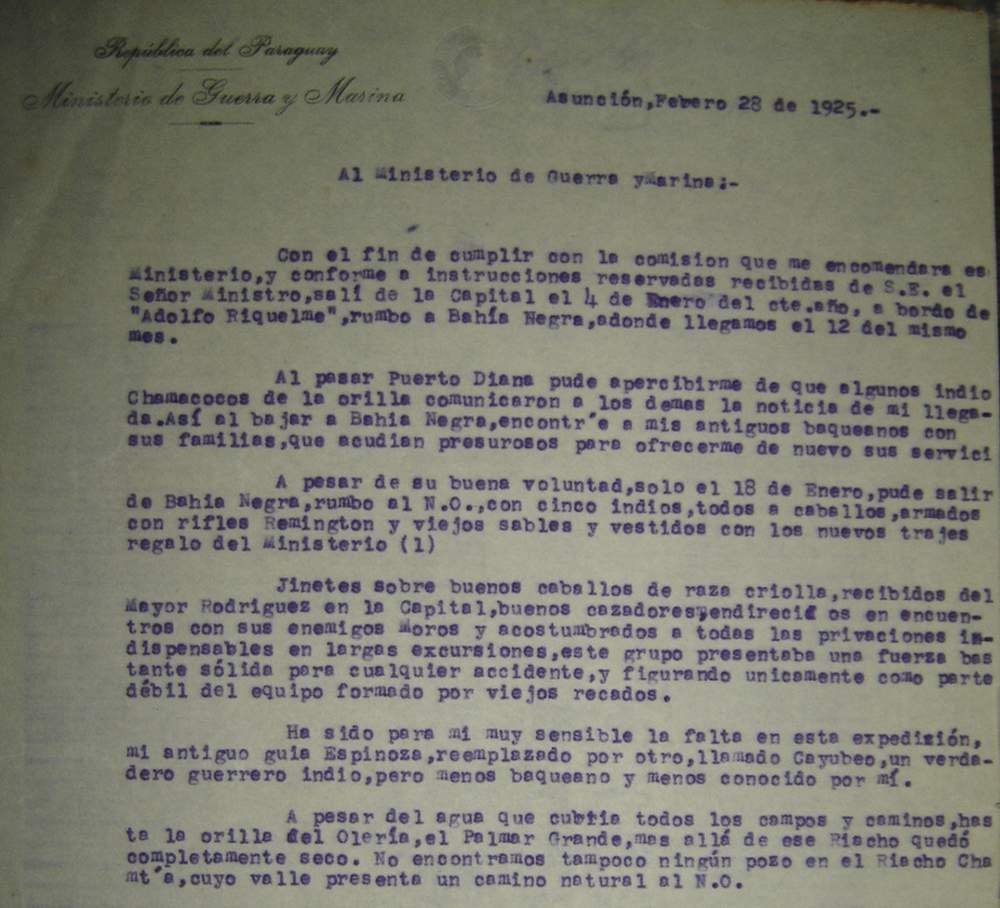 República del Paraguay
Ministerio de Guerra y Marina
Asunción,Febrero 28 de 1925.-
Al Ministerio de Guerra yMarina:-
Con el fin de cumplir con la comision que me encomendara es
Ministerio,y conforme a instrucciones reservadas recibidas de S.E. el
Señor Ministro,salí de la Capital el 4 de Enero del cte.año, a bordo de
"Adolfo Riquelme",rumbo a Bahía Negra,adonde llegamos el 12 del mismo
mes.
Al pasar Puerto Diana pude apercibirme de que algunos indio
Chamacocos de la orilla comunicaron a los demas la noticia de mi llega-
da.Así al bajar a Bahia Negra,encontr´e a mis antiguos baqueanos con
sus familias,que acudian presurosos para ofrecerme de nuevo sus servici
A pesar de su buena voluntad,solo el 18 de Enero,pude salir
de Bahia Negra,rumbo al N.O.,con cinco indios,todos a caballos,armados
con rifles Remington y viejos sables y vestidos con los nuevos trajes
regalo del Ministerio (1)
Jinetes sobre buenos caballos de raza criolla,recibidos del
Mayor Rodriguez en la Capital,buenos cazadores, os en encuen-
tros con sus enemigos Moros y acostumbrados a todas las privaciones in-
dispensables en largas excursiones,este grupo presentaba una fuerza bas
tante sólida para cualquier accidente,y figurando unicamente como parte
débil del equipo formado por viejos recados.
Ha sido para mi muy sensible la falta en esta expedixión,
mi antiguo guia Espinoza,reemplazado por otro,llamado Cayubeo,un verda-
dero guerrero indio,pero menos baqueano y menos conocido por mí.
A pesar del agua que cubria todos los campos y caminos,has
ta la orilla del Olería,el Palmar Grande,mas allá de ese Riacho quedó
completamente seco. No encontramos tampoco ningún pozo en el Riacho Cha
mt´a,cuyo valle presenta un camino natural al N.O.